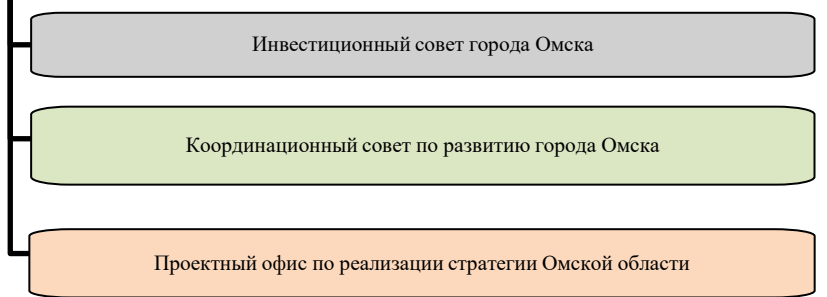 Инвестиционный совет города Омска
Координационный совет по развитию города Омска
Проектный офис по реализации стратегии Омской области